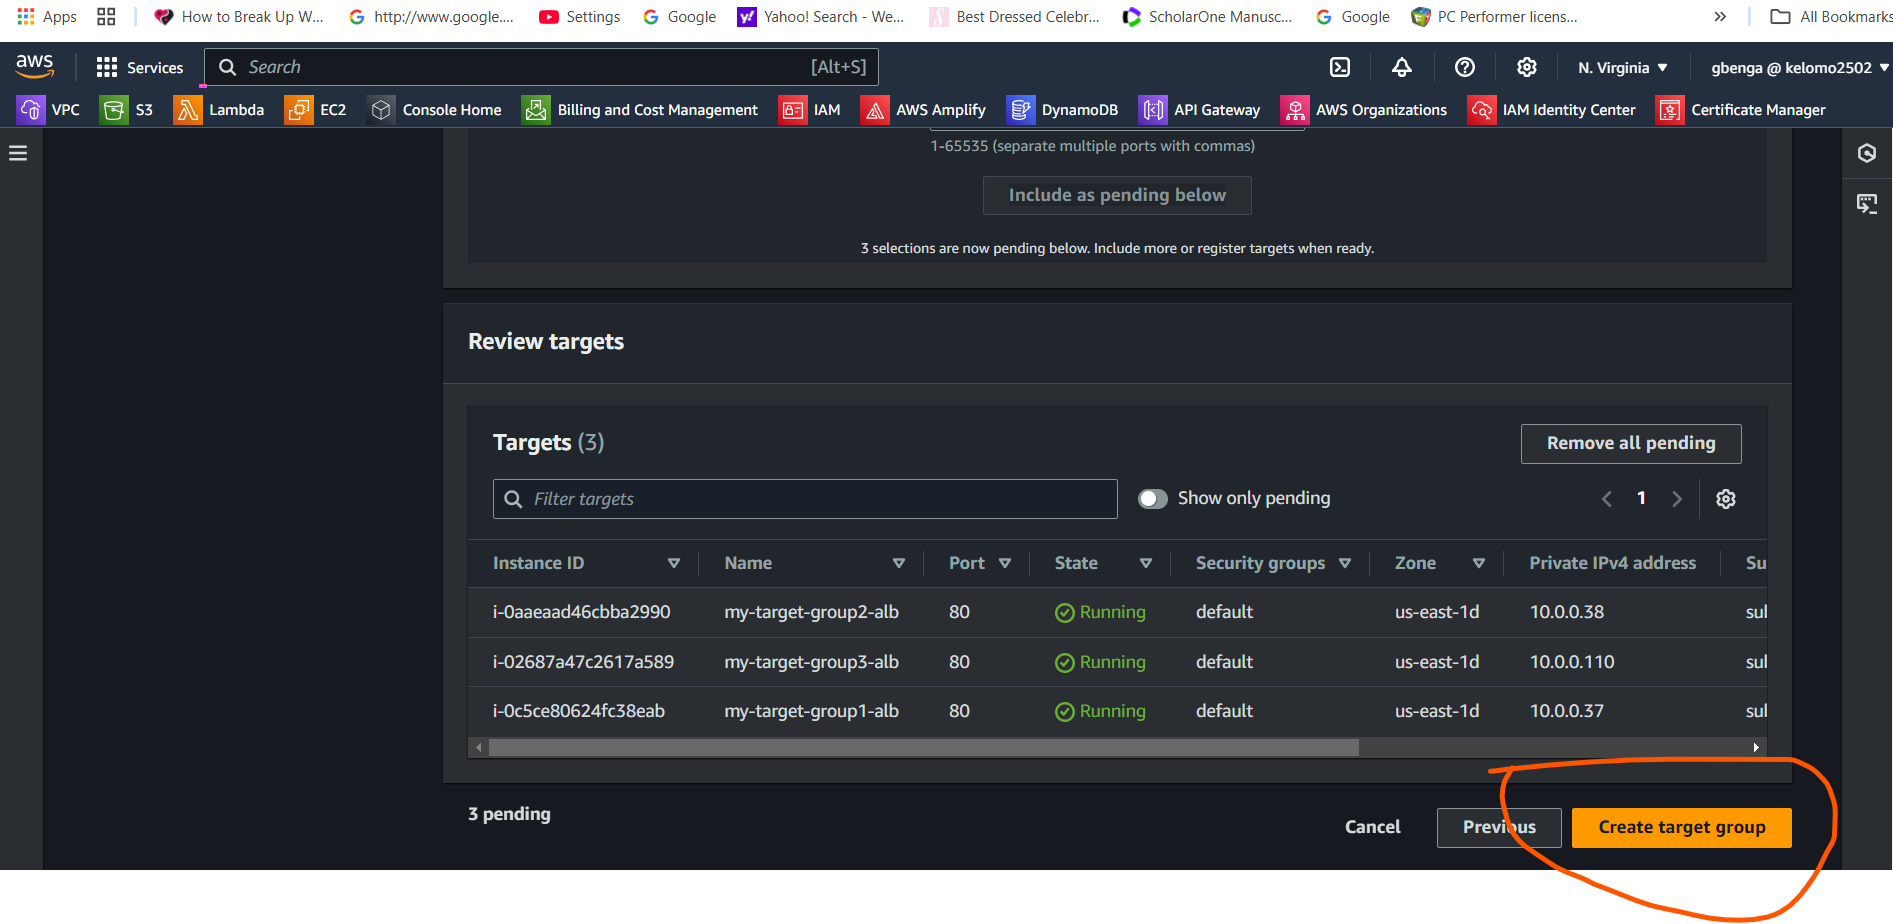 Apps How to Break Up W... http://www.google.... Settings Google Yahoo! Search - We... Best Dressed Celebr... ScholarOne Manusc... Google PC Performer licens... » All Bookmarks
aws Services Search [Alt+S] N. Virginia gbenga @ kelomo2502
VPC S3 Lambda EC2 Console Home Billing and Cost Management IAM AWS Amplify DynamoDB API Gateway AWS Organizations IAM Identity Center Certificate Manager
1-65535 (separate multiple ports with commas)
Include as pending below
3 selections are now pending below. Include more or register targets when ready.
Review targets
Targets (3) Remove all pending
Filter targets Show only pending 1
Instance ID Name Port State Security groups Zone Private IPv4 address Su
i-0aaeaad46cbba2990 my-target-group2-alb 80 Running default us-east-1d 10.0.0.38 sul
i-02687a47c2617a589 my-target-group3-alb 80 Running default us-east-1d 10.0.0.110 sul
i-0c5ce80624fc38eab my-target-group1-alb 80 Running default us-east-1d 10.0.0.37 sul
3 pending
Cancel Previous Create target group